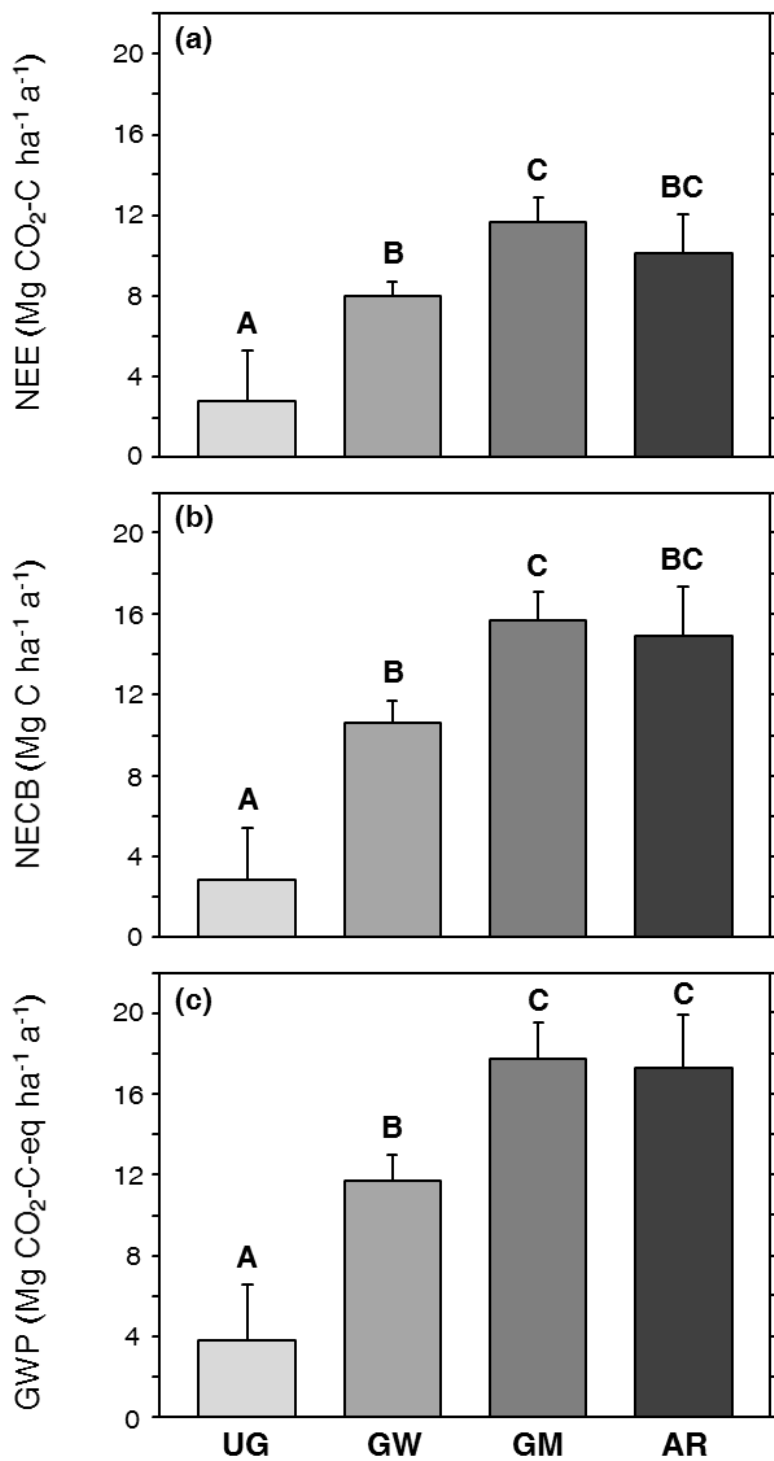 (a)
NEE (Mg CO₂-C ha⁻¹ a⁻¹)
20
16
12
8
4
0
A
B
C
BC
(b)
NECB (Mg C ha⁻¹ a⁻¹)
20
16
12
8
4
0
A
B
C
BC
(c)
GWP (Mg CO₂-C-eq ha⁻¹ a⁻¹)
20
16
12
8
4
0
A
B
C
C
UG GW GM AR